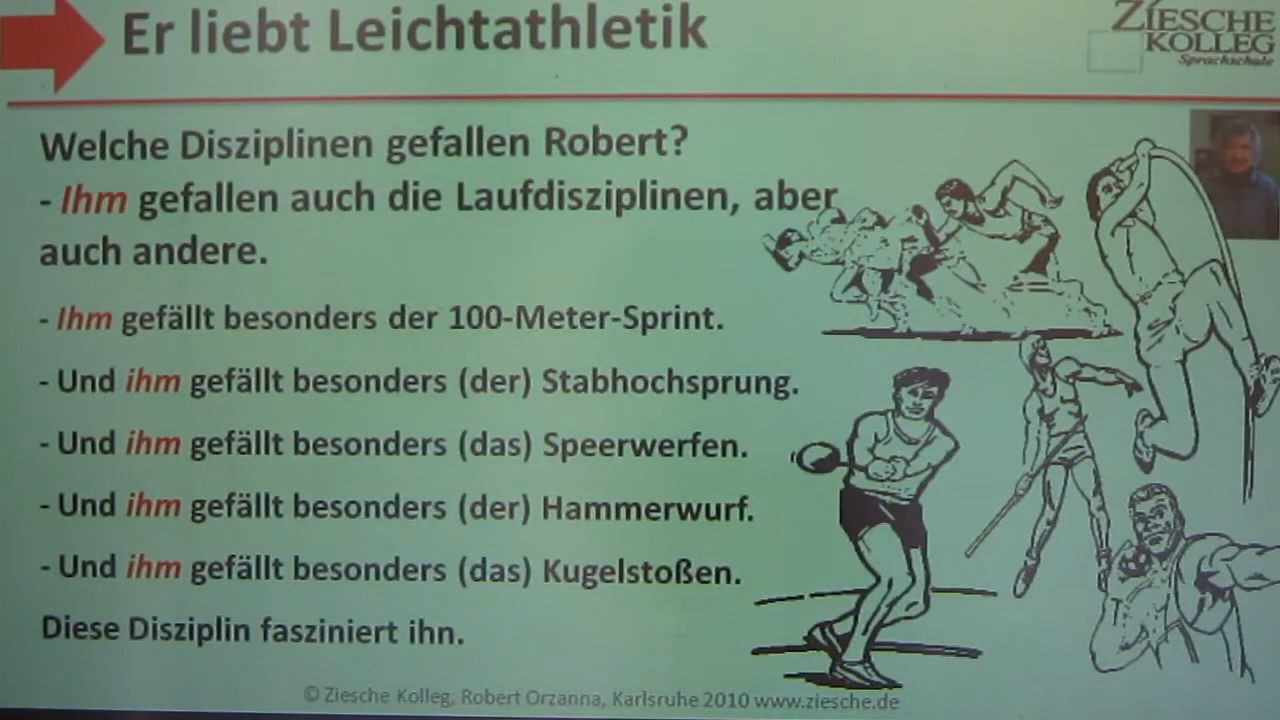 Er liebt Leichtathletik
ZIESCHE
KOLLEG
Sprachschule
Welche Disziplinen gefallen Robert?
- Ihm gefallen auch die Laufdisziplinen, aber
auch andere.
- Ihm gefällt besonders der 100-Meter-Sprint.
- Und ihm gefällt besonders (der) Stabhochsprung.
- Und ihm gefällt besonders (das) Speerwerfen.
- Und ihm gefällt besonders (der) Hammerwurf.
- Und ihm gefällt besonders (das) Kugelstoßen.
Diese Disziplin fasziniert ihn.
© Ziesche Kolleg, Robert Orzanna, Karlsruhe 2010 www.ziesche.de